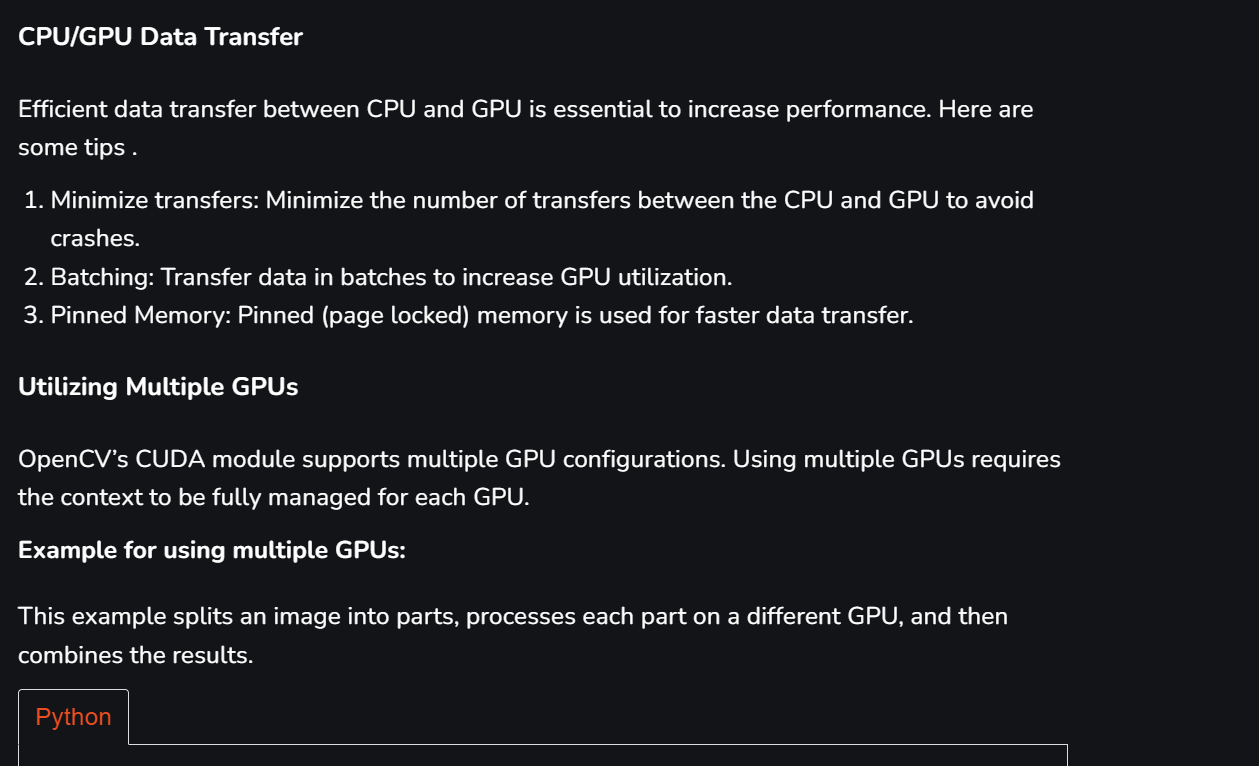 CPU/GPU Data Transfer
Efficient data transfer between CPU and GPU is essential to increase performance. Here are
some tips .
1. Minimize transfers: Minimize the number of transfers between the CPU and GPU to avoid
crashes.
2. Batching: Transfer data in batches to increase GPU utilization.
3. Pinned Memory: Pinned (page locked) memory is used for faster data transfer.
Utilizing Multiple GPUs
OpenCV’s CUDA module supports multiple GPU configurations. Using multiple GPUs requires
the context to be fully managed for each GPU.
Example for using multiple GPUs:
This example splits an image into parts, processes each part on a different GPU, and then
combines the results.
Python